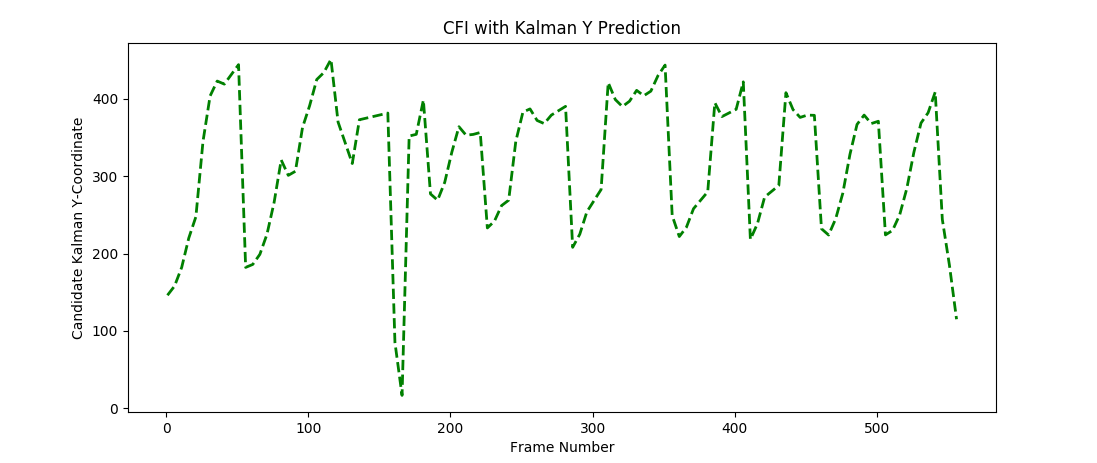 CFI with Kalman Y Prediction
Candidate Kalman Y-Coordinate
400
300
200
100
0
0 100 200 300 400 500
Frame Number